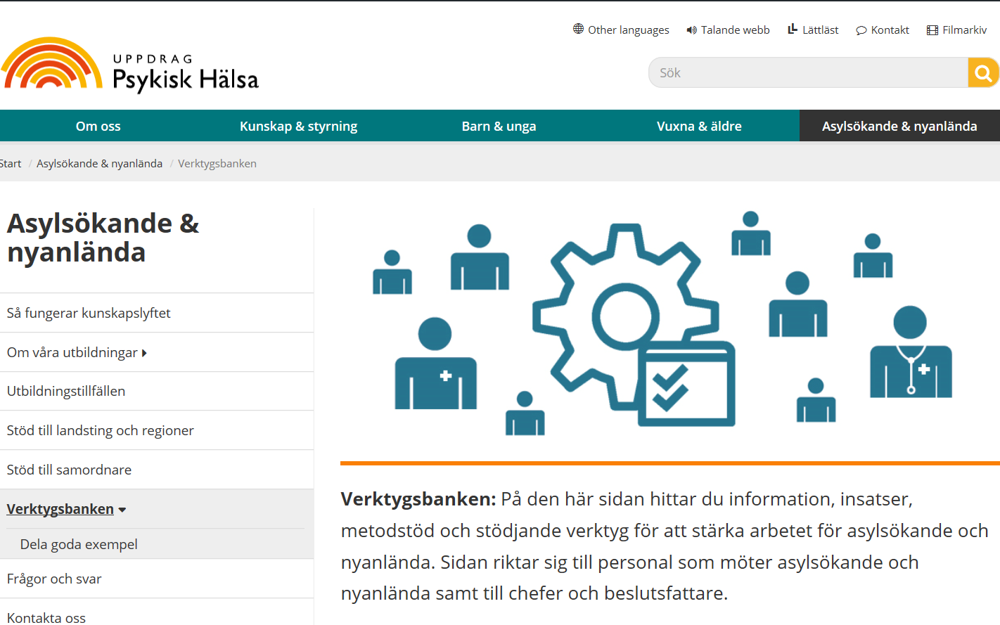 Other languages
Talande webb
Lättläst
Kontakt
Filmarkiv
UPPDRAG
Psykisk Hälsa
Sök
Om oss
Kunskap & styrning
Barn & unga
Vuxna & äldre
Asylsökande & nyanlända
Start / Asylsökande & nyanlända / Verktygsbanken
Asylsökande &
nyanlända
Så fungerar kunskapslyftet
Om våra utbildningar
Utbildningstillfällen
Stöd till landsting och regioner
Stöd till samordnare
Verktygsbanken
Dela goda exempel
Frågor och svar
Kontakta oss
Verktygsbanken: På den här sidan hittar du information, insatser,
metodstöd och stödjande verktyg för att stärka arbetet för asylsökande och
nyanlända. Sidan riktar sig till personal som möter asylsökande och
nyanlända samt till chefer och beslutsfattare.